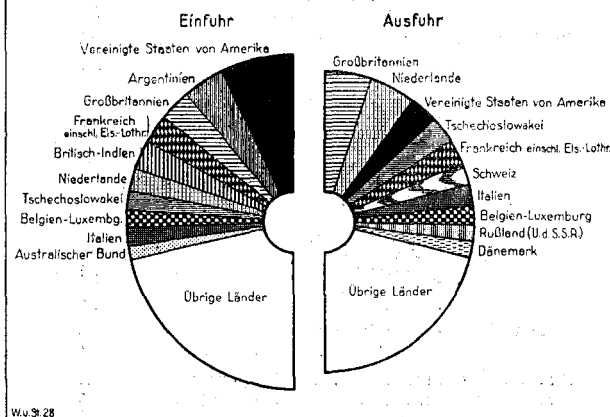 Einfuhr
Vereinigte Staaten von Amerika
Argentinien
Großbritannien
Frankreich
einschl. Els.-Lothr.
Britisch-Indien
Niederlande
Tschechoslowakei
Belgien-Luxembg.
Italien
Australischer Bund
Übrige Länder
Ausfuhr
Großbritannien
Niederlande
Vereinigte Staaten von Amerika
Tschechoslowakei
Frankreich einschl. Els.-Lothr.
Schweiz
Italien
Belgien-Luxemburg
Rußland (U.d.S.S.R.)
Dänemark
Übrige Länder
W.u.St.28